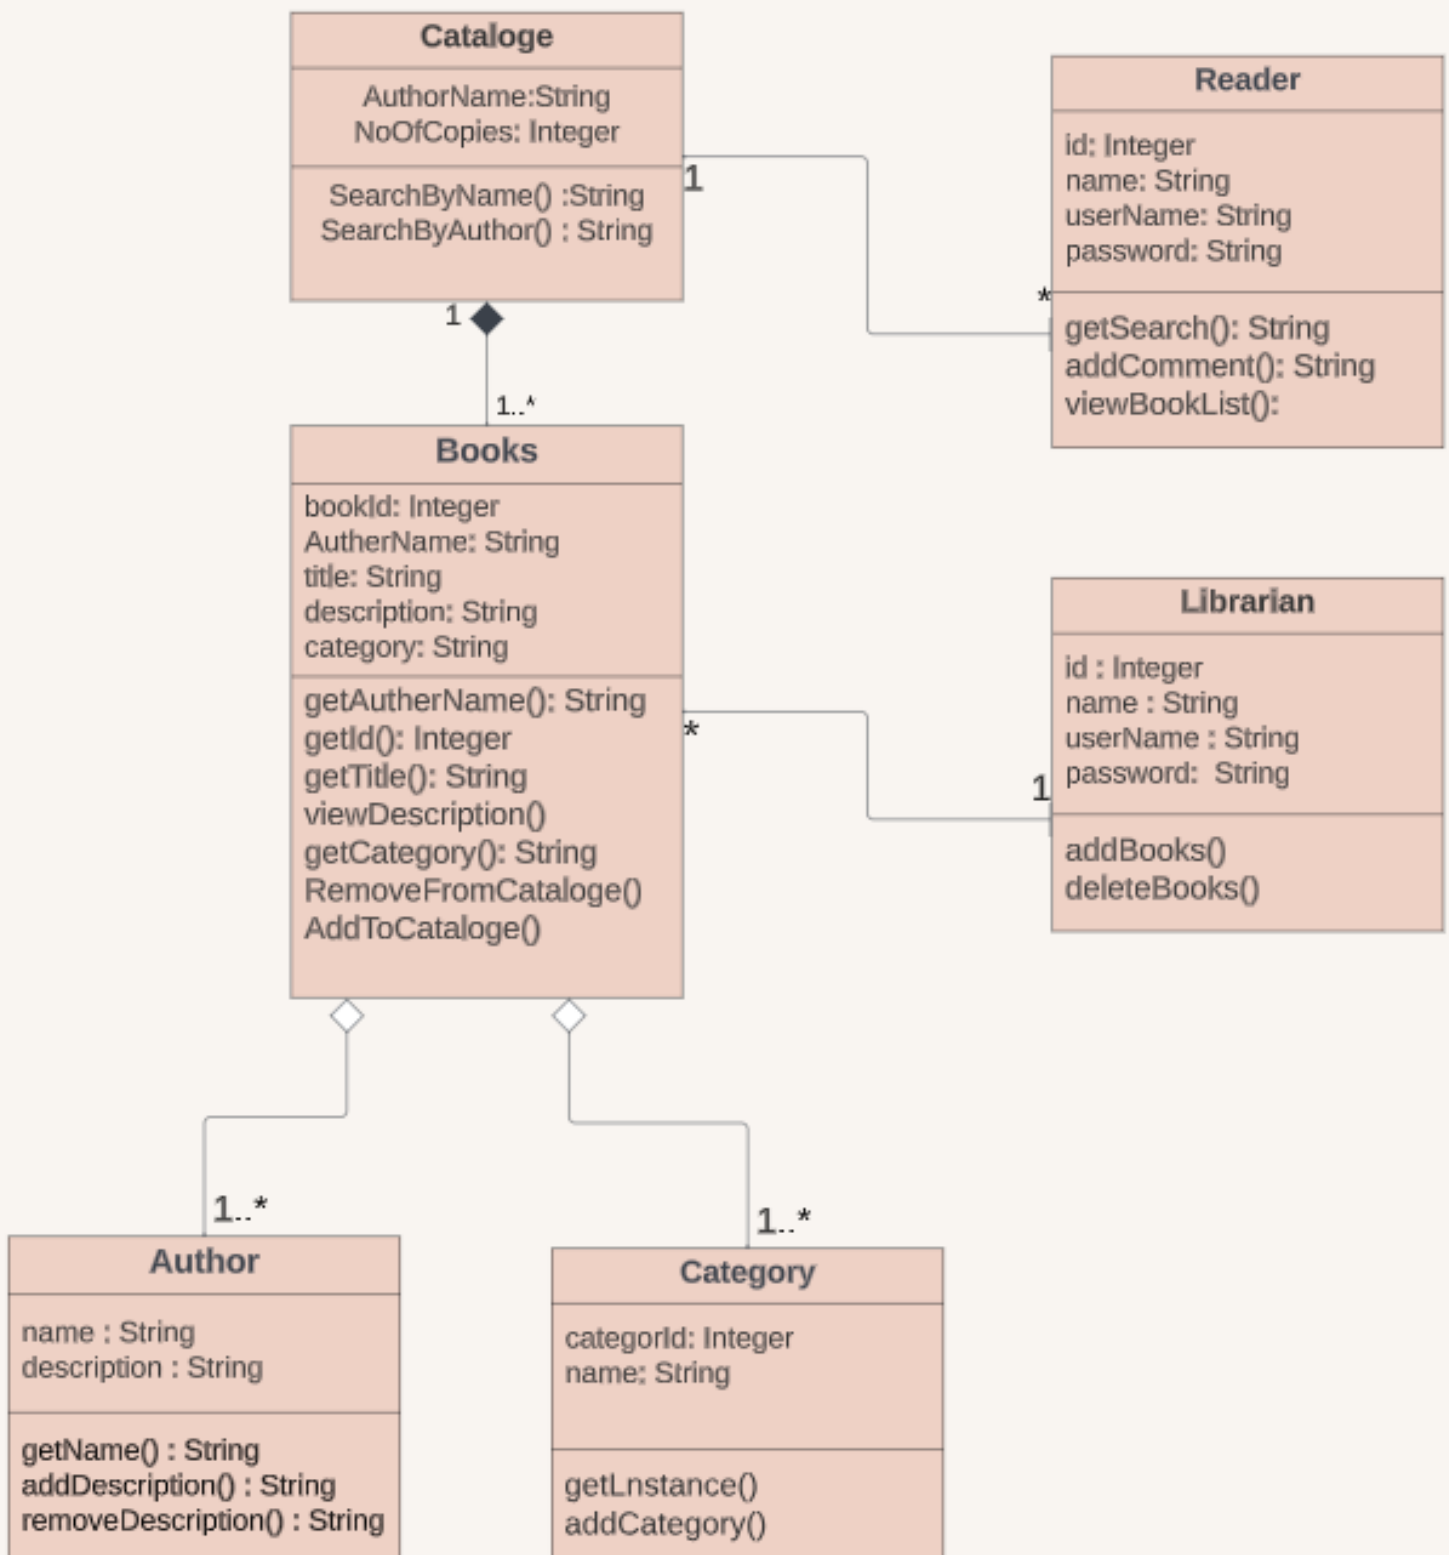 Cataloge
AuthorName:String
NoOfCopies: Integer
SearchByName() :String
SearchByAuthor() : String
1
1
1..*
Reader
id: Integer
name: String
userName: String
password: String
*
getSearch(): String
addComment(): String
viewBookList():
Books
bookId: Integer
AutherName: String
title: String
description: String
category: String
getAutherName(): String
getId(): Integer
getTitle(): String
viewDescription()
getCategory(): String
RemoveFromCataloge()
AddToCataloge()
*
Librarian
id : Integer
name : String
userName : String
password:  String
1
addBooks()
deleteBooks()
1..*
Author
name : String
description : String
getName() : String
addDescription() : String
removeDescription() : String
1..*
Category
categorId: Integer
name: String
getLnstance()
addCategory()